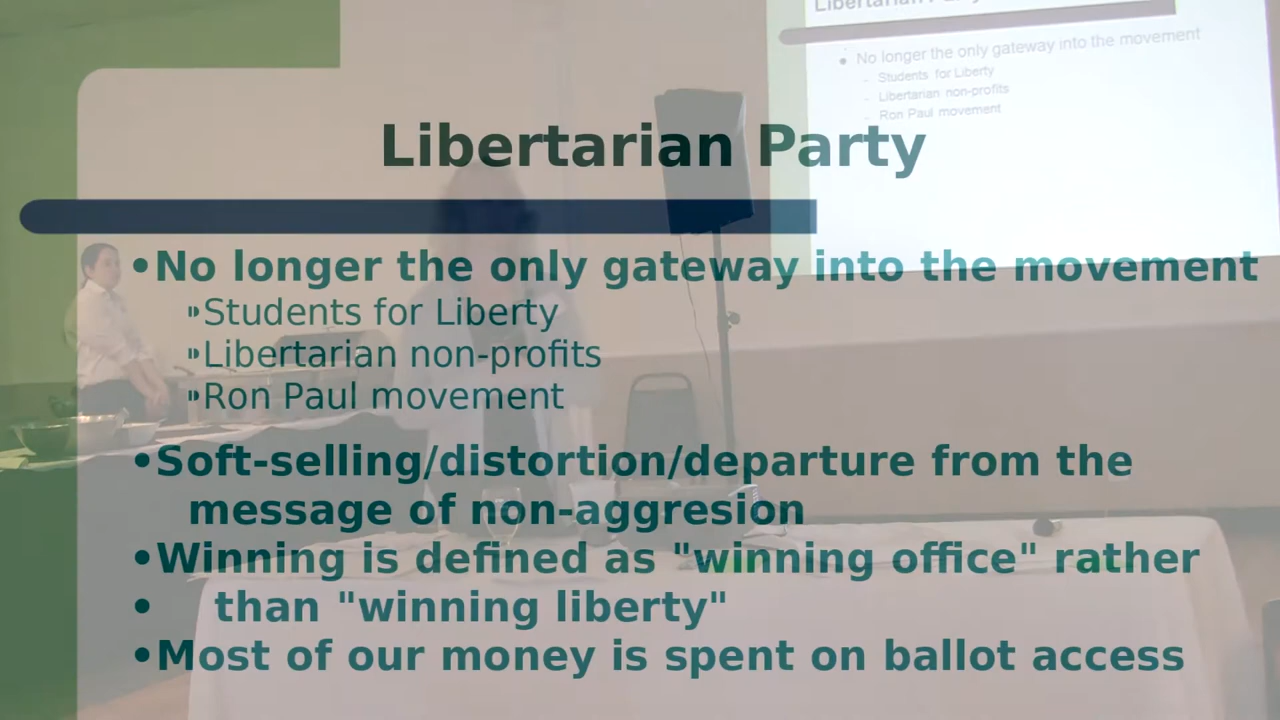 Libertarian Party
No longer the only gateway into the movement
- Students for Liberty
- Libertarian non-profits
- Ron Paul movement
Libertarian Party
•No longer the only gateway into the movement
Students for Liberty
Libertarian non-profits
Ron Paul movement
•Soft-selling/distortion/departure from the
message of non-aggresion
•Winning is defined as "winning office" rather
• than "winning liberty"
•Most of our money is spent on ballot access